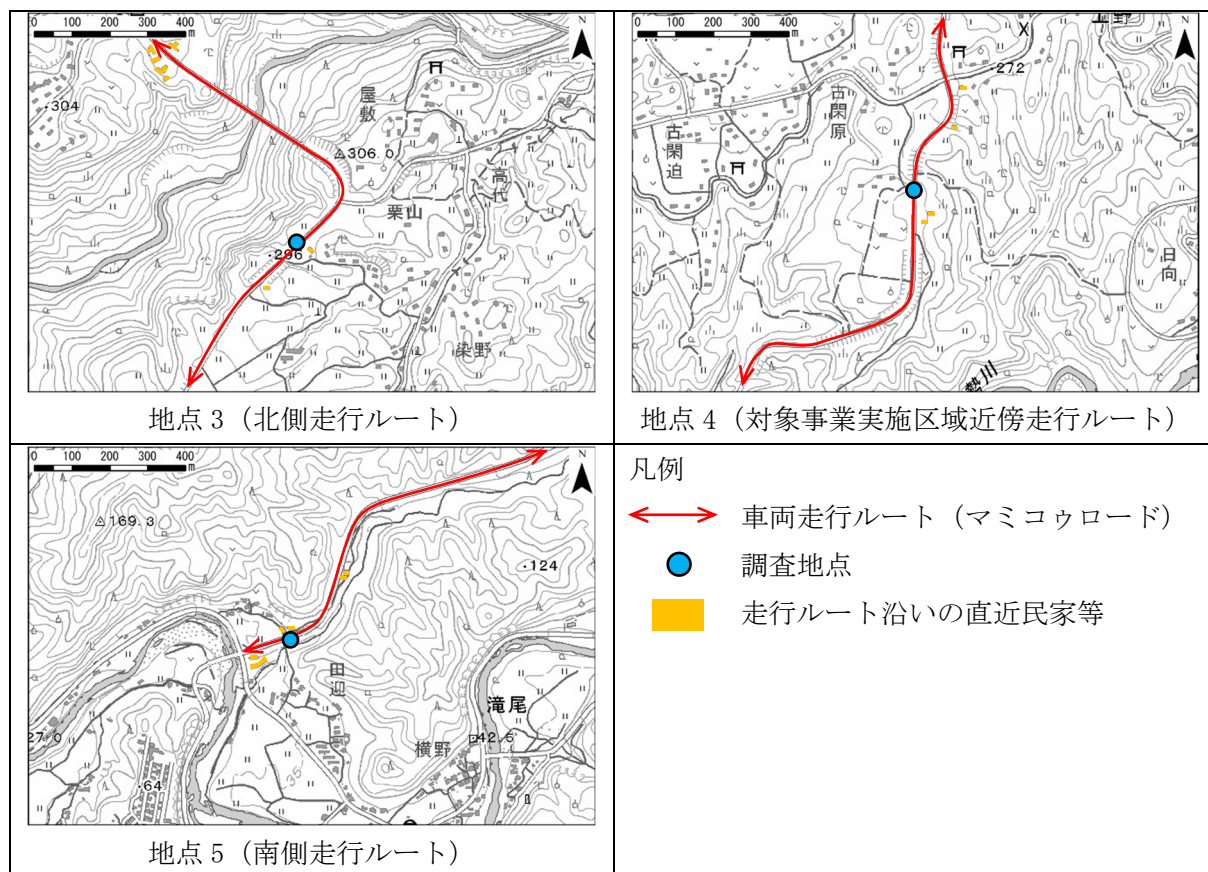 0 100 200 300 400
m
N
304
屋敷
306.0
高代
栗山
296
染野
地点3（北側走行ルート）
0 100 200 300 400
m
N
上野
272
古閑原
古閑迫
日向
地点4（対象事業実施区域近傍走行ルート）
0 100 200 300 400
m
N
169.3
124
田迎
滝尾
横野
42.5
27.0
64
35
地点5（南側走行ルート）
凡例
車両走行ルート（マミコゥロード）
調査地点
走行ルート沿いの直近民家等